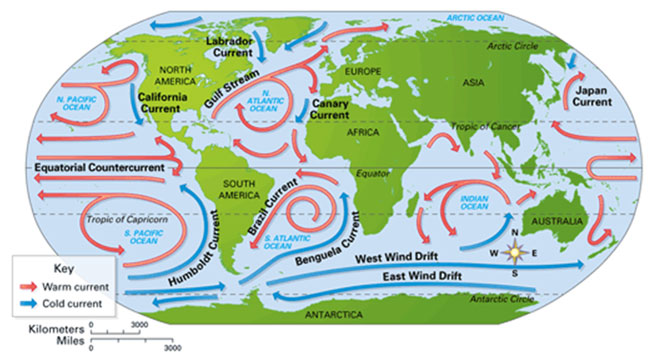 ARCTIC OCEAN
Labrador
Current
Arctic Circle
NORTH
AMERICA
EUROPE
ASIA
Gulf Stream
N. PACIFIC
OCEAN
California
Current
N.
ATLANTIC
OCEAN
Canary
Current
Japan
Current
AFRICA
Tropic of Cancer
Equatorial Countercurrent
Equator
SOUTH
AMERICA
Brazil Current
INDIAN
OCEAN
Tropic of Capricorn
S. PACIFIC
OCEAN
Humboldt Current
S. ATLANTIC
OCEAN
Benguela Current
AUSTRALIA
N
W E
S
West Wind Drift
East Wind Drift
Key
Warm current
Cold current
Antarctic Circle
ANTARCTICA
Kilometers 0 3000
Miles 0 3000